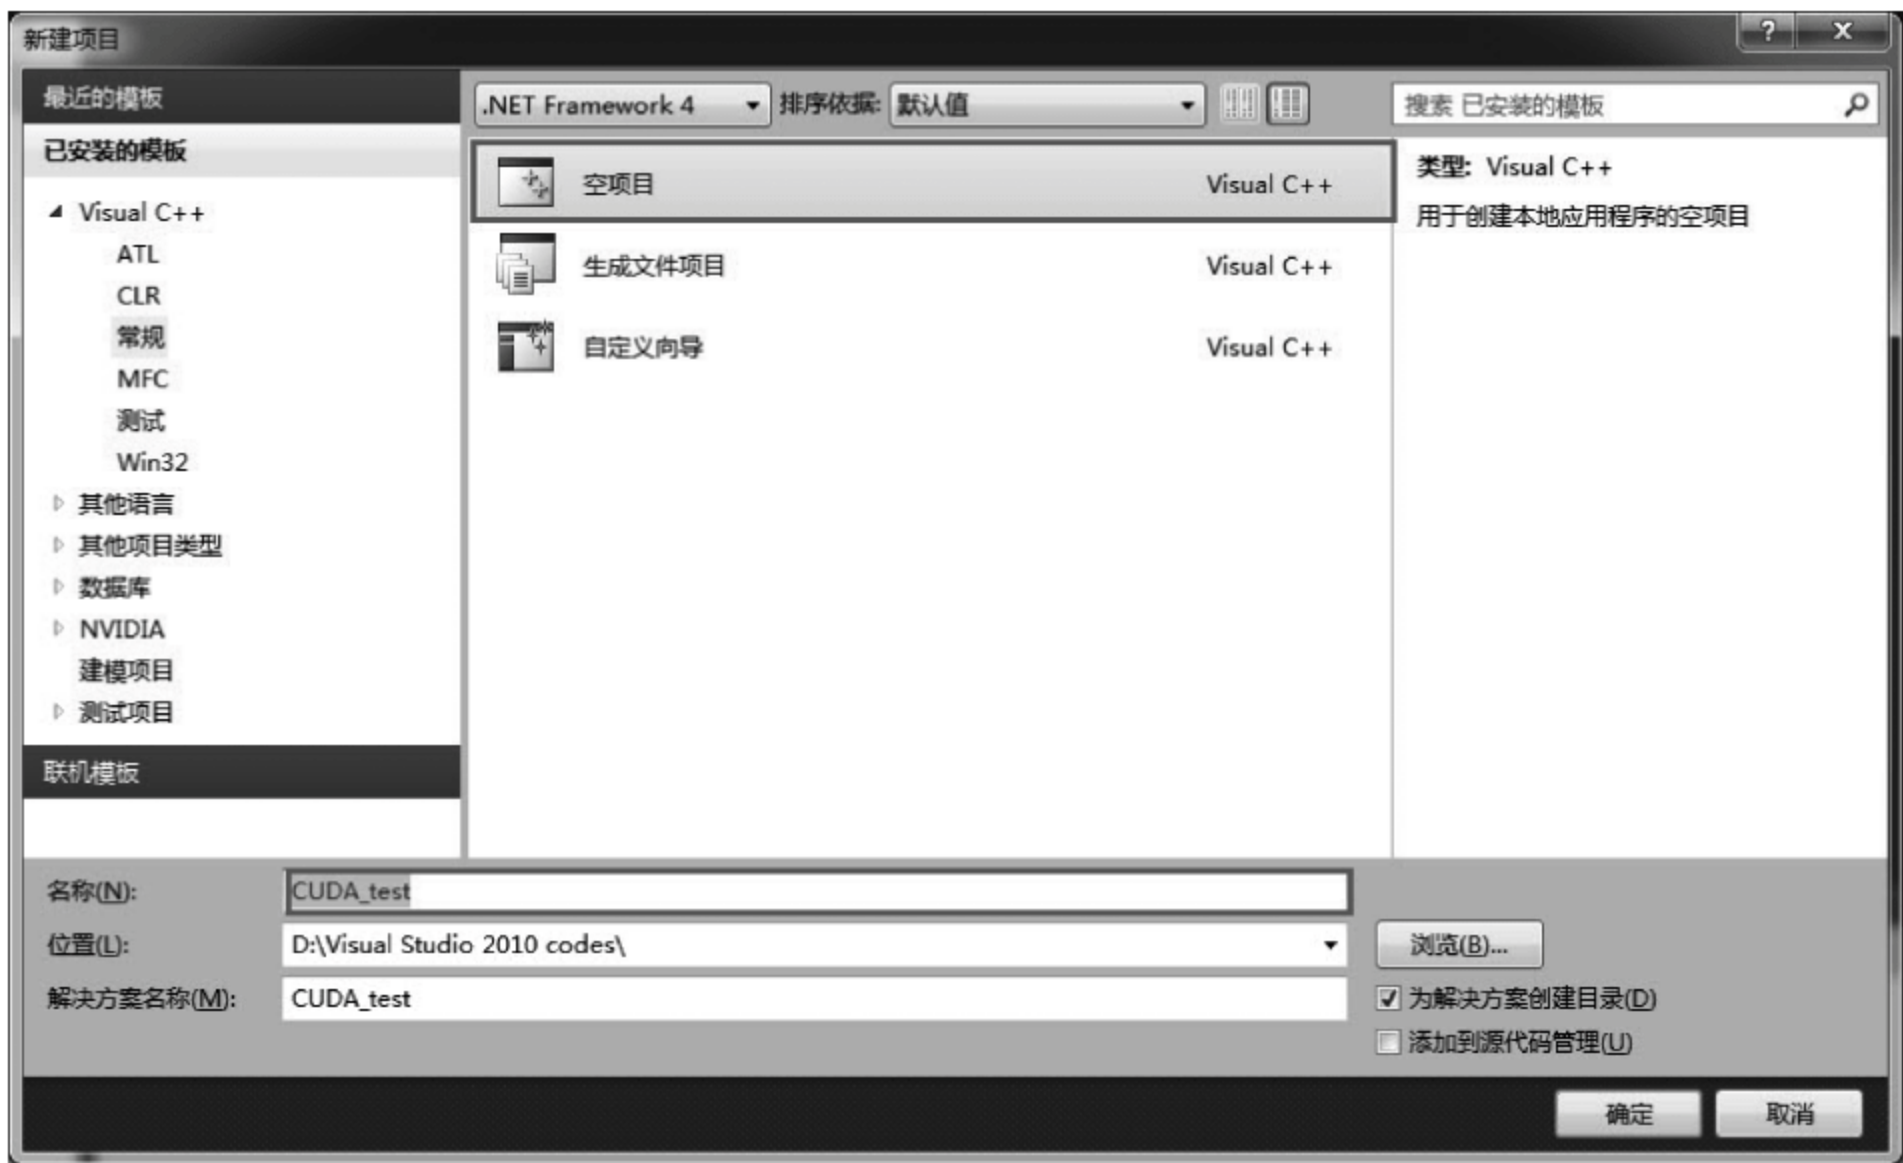 新建项目
最近的模板
已安装的模板
Visual C++
ATL
CLR
常规
MFC
测试
Win32
其他语言
其他项目类型
数据库
NVIDIA
建模项目
测试项目
联机模板
.NET Framework 4 排序依据: 默认值
搜索 已安装的模板
空项目 Visual C++
生成文件项目 Visual C++
自定义向导 Visual C++
类型: Visual C++
用于创建本地应用程序的空项目
名称(N): CUDA_test
位置(L): D:\Visual Studio 2010 codes\ 浏览(B)...
解决方案名称(M): CUDA_test
为解决方案创建目录(D)
添加到源代码管理(U)
确定 取消